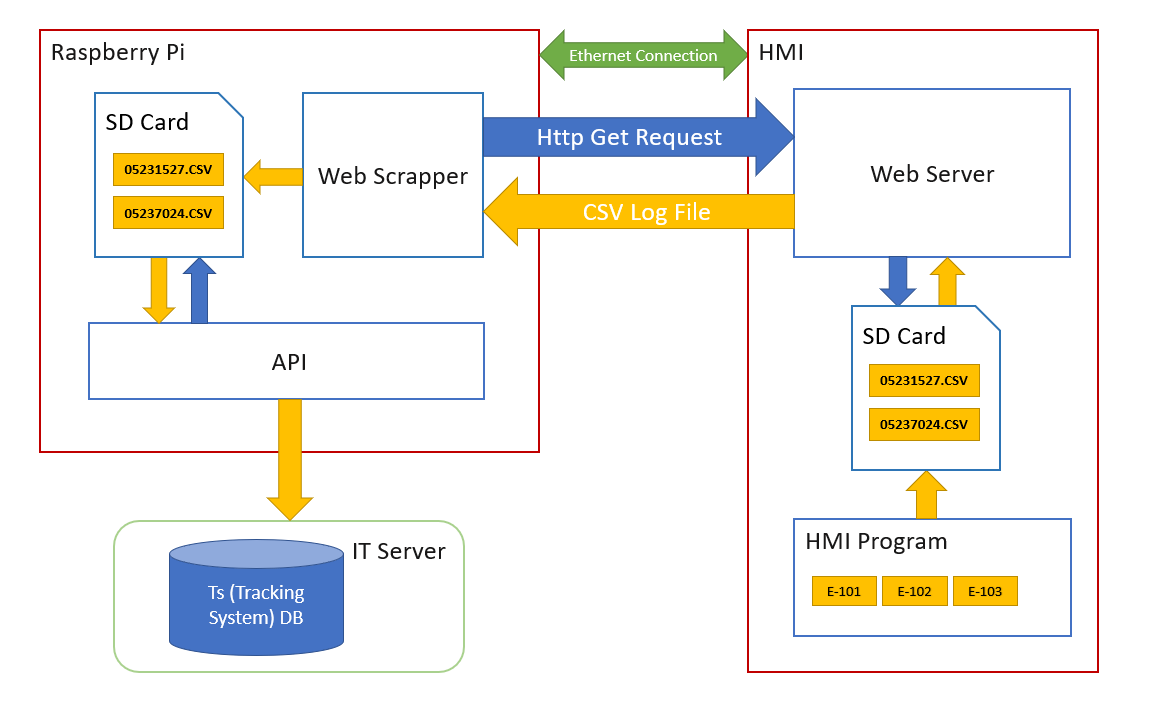 Raspberry Pi
Ethernet Connection
HMI
SD Card
05231527.CSV
05237024.CSV
Web Scrapper
Http Get Request
CSV Log File
Web Server
API
SD Card
05231527.CSV
05237024.CSV
HMI Program
E-101
E-102
E-103
IT Server
Ts (Tracking
System) DB